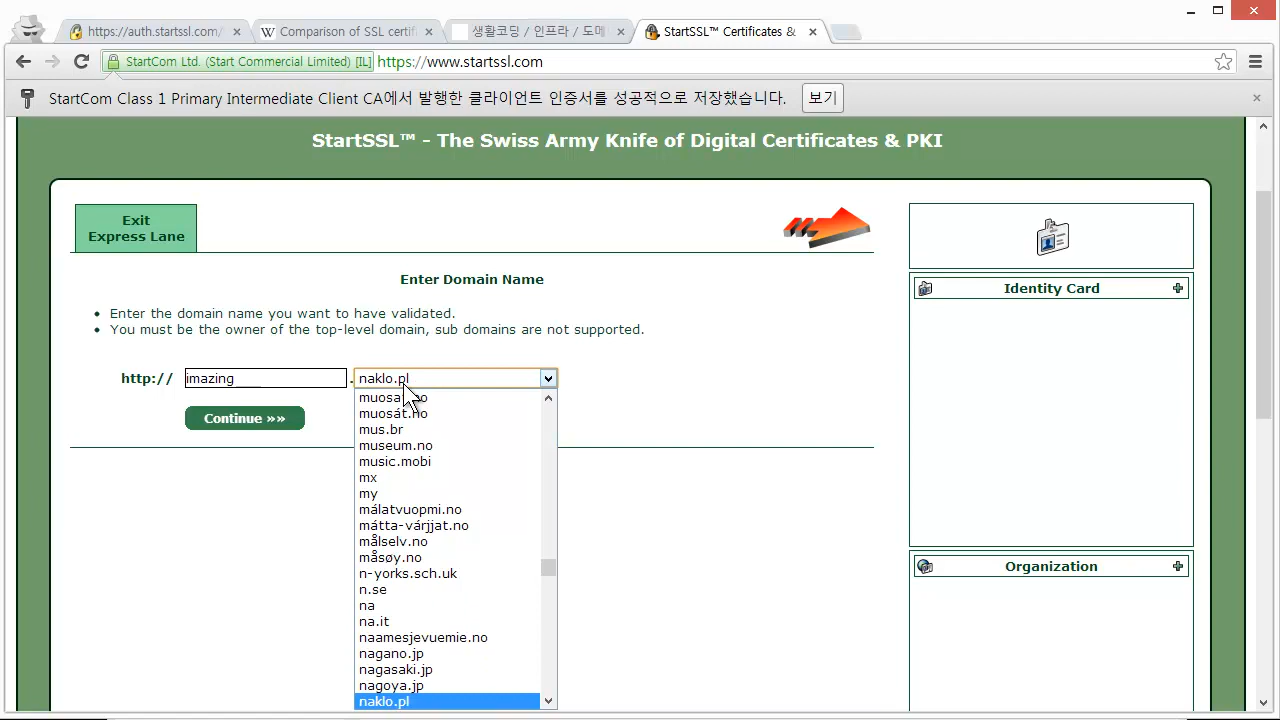 https://auth.startssl.com/
Comparison of SSL certifi
생활코딩 / 인프라 / 도메
StartSSL™ Certificates &
StartCom Ltd. (Start Commercial Limited) [IL]
https://www.startssl.com
StartCom Class 1 Primary Intermediate Client CA에서 발행한 클라이언트 인증서를 성공적으로 저장했습니다.
보기
StartSSL™ - The Swiss Army Knife of Digital Certificates & PKI
Exit
Express Lane
Enter Domain Name
Enter the domain name you want to have validated.
You must be the owner of the top-level domain, sub domains are not supported.
http://
imazing
.
naklo.pl
Continue »»
muosát.no
mus.br
museum.no
music.mobi
mx
my
málatvuopmi.no
mátta-várjjat.no
målselv.no
måsøy.no
n-yorks.sch.uk
n.se
na
na.it
naamesjevuemie.no
nagano.jp
nagasaki.jp
nagoya.jp
naklo.pl
Identity Card
Organization